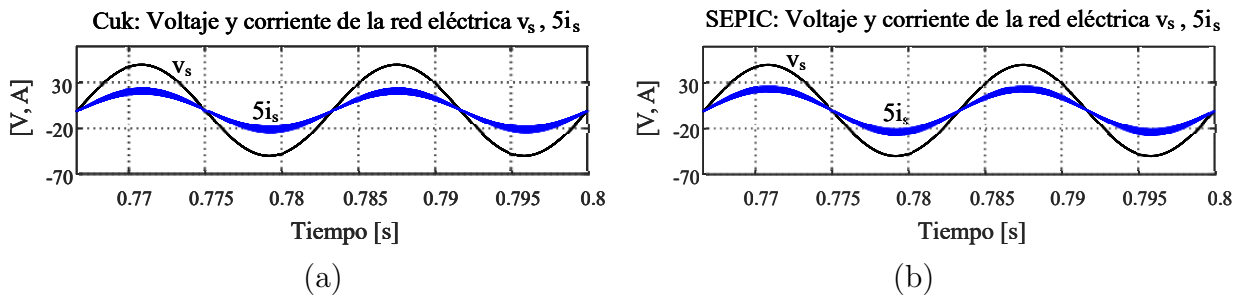 Cuk: Voltaje y corriente de la red eléctrica vs , 5is
[V, A]
30
-20
-70
vs
5is
0.77 0.775 0.78 0.785 0.79 0.795 0.8
Tiempo [s]
(a)
SEPIC: Voltaje y corriente de la red eléctrica vs , 5is
[V, A]
30
-20
-70
vs
5is
0.77 0.775 0.78 0.785 0.79 0.795 0.8
Tiempo [s]
(b)